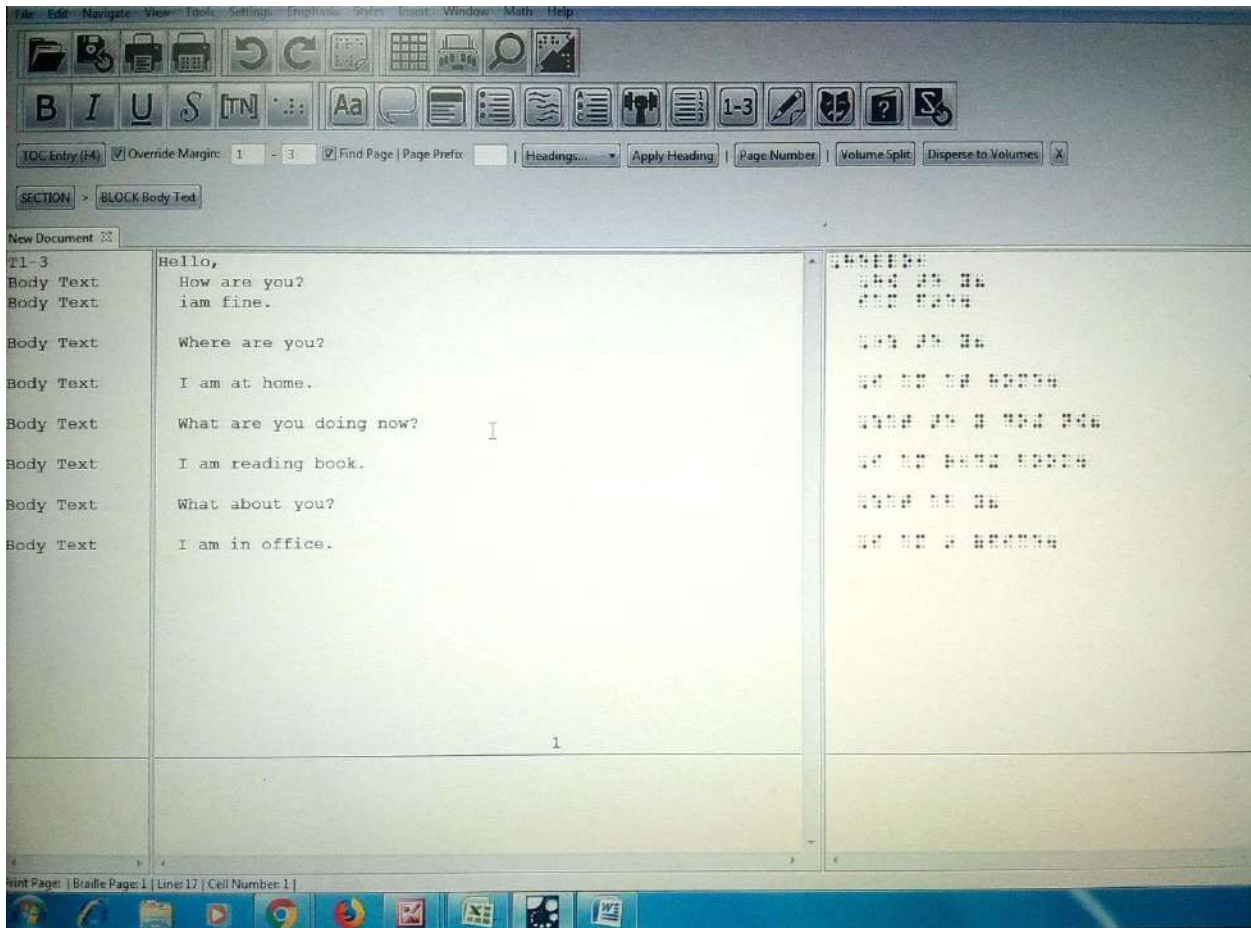 File Edit Navigate View Tools Settings Emphasis Styles Insert Window Math Help
B I U S [TN] Aa 1-3 ?
TOC Entry (F4) Override Margin: 1 - 3 Find Page | Page Prefix | Headings... Apply Heading | Page Number | Volume Split Disperse to Volumes X
SECTION > BLOCK Body Text
New Document
T1-3 Hello,
Body Text How are you?
Body Text iam fine.
Body Text Where are you?
Body Text I am at home.
Body Text What are you doing now?
Body Text I am reading book.
Body Text What about you?
Body Text I am in office.
1
Print Page: | Braille Page: 1 | Line: 17 | Cell Number: 1 |